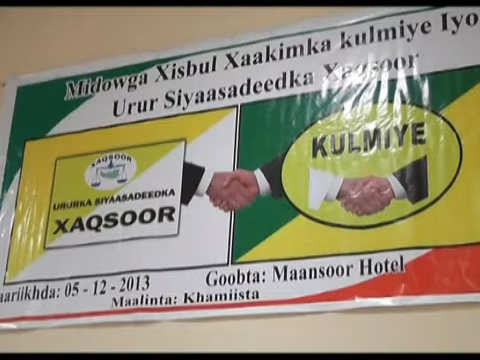 Midowga Xisbul Xaakimka kulmiye Iyo
Urur Siyaasadeedka Xaqsoor
XAQSOOR
URURKA SIYAASADEEDKA
XAQSOOR
KULMIYE
aariikhda: 05 - 12 - 2013
Goobta: Maansoor Hotel
Maalinta: Khamiista